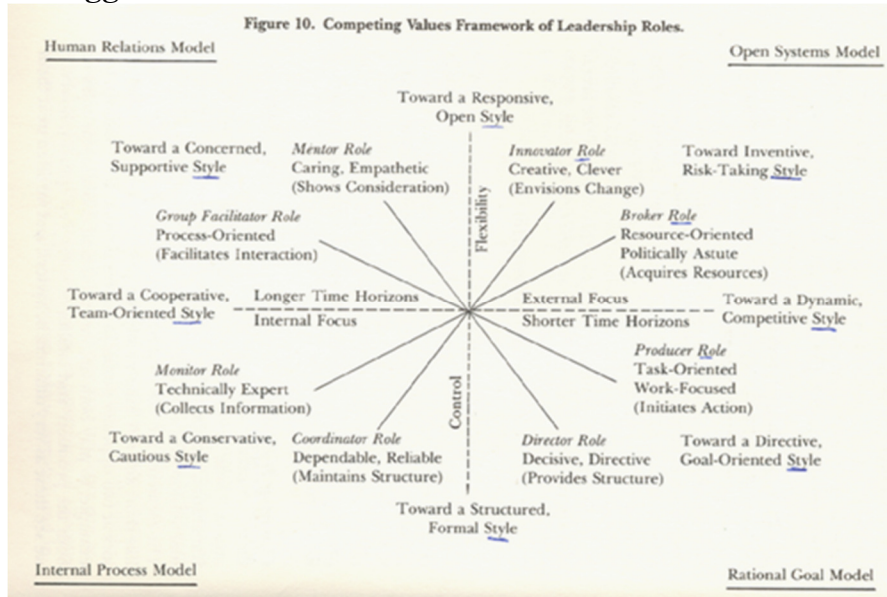 Figure 10. Competing Values Framework of Leadership Roles.
Human Relations Model
Open Systems Model
Toward a Responsive,
Open Style
Toward a Concerned,
Supportive Style
Mentor Role
Caring, Empathetic
(Shows Consideration)
Innovator Role
Creative, Clever
(Envisions Change)
Toward Inventive,
Risk-Taking Style
Flexibility
Group Facilitator Role
Process-Oriented
(Facilitates Interaction)
Broker Role
Resource-Oriented
Politically Astute
(Acquires Resources)
Toward a Cooperative,
Team-Oriented Style
Longer Time Horizons
Internal Focus
External Focus
Shorter Time Horizons
Toward a Dynamic,
Competitive Style
Monitor Role
Technically Expert
(Collects Information)
Producer Role
Task-Oriented
Work-Focused
(Initiates Action)
Control
Toward a Conservative,
Cautious Style
Coordinator Role
Dependable, Reliable
(Maintains Structure)
Director Role
Decisive, Directive
(Provides Structure)
Toward a Directive,
Goal-Oriented Style
Toward a Structured,
Formal Style
Internal Process Model
Rational Goal Model